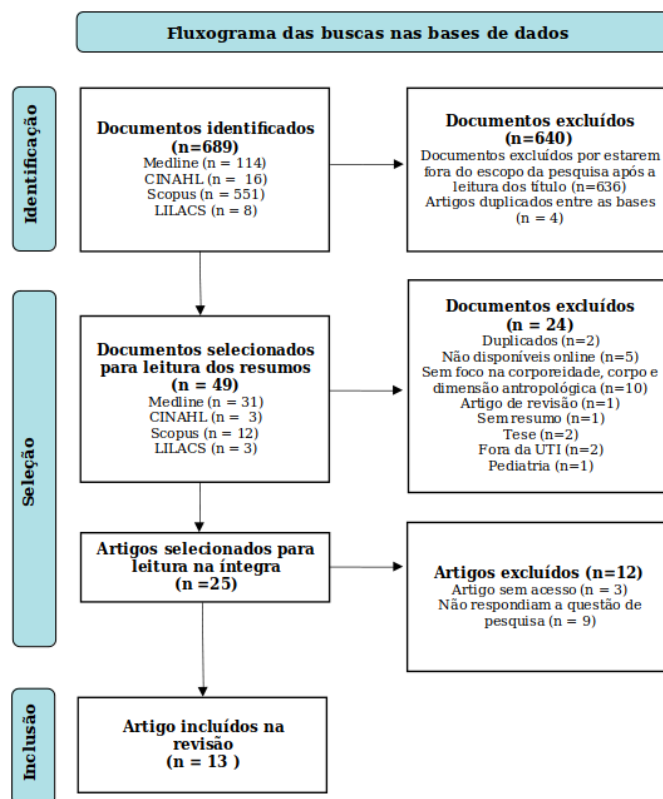 Fluxograma das buscas nas bases de dados
Identificação
Documentos identificados
(n=689)
Medline (n = 114)
CINAHL (n =  16)
Scopus (n = 551)
LILACS (n = 8)
Documentos excluídos
(n=640)
Documentos excluídos por estarem
fora do escopo da pesquisa após a
leitura dos título (n=636)
Artigos duplicados entre as bases
(n = 4)
Seleção
Documentos selecionados
para leitura dos resumos
(n = 49)
Medline (n = 31)
CINAHL (n =  3)
Scopus (n = 12)
LILACS (n = 3)
Documentos excluídos
(n = 24)
Duplicados (n=2)
Não disponíveis online (n=5)
Sem foco na corporeidade, corpo e
dimensão antropológica (n=10)
Artigo de revisão (n=1)
Sem resumo (n=1)
Tese (n=2)
Fora da UTI (n=2)
Pediatria (n=1)
Artigos selecionados para
leitura na íntegra
(n =25)
Artigos excluídos (n=12)
Artigo sem acesso (n = 3)
Não respondiam a questão de
pesquisa (n = 9)
Inclusão
Artigo incluídos na
revisão
(n = 13 )